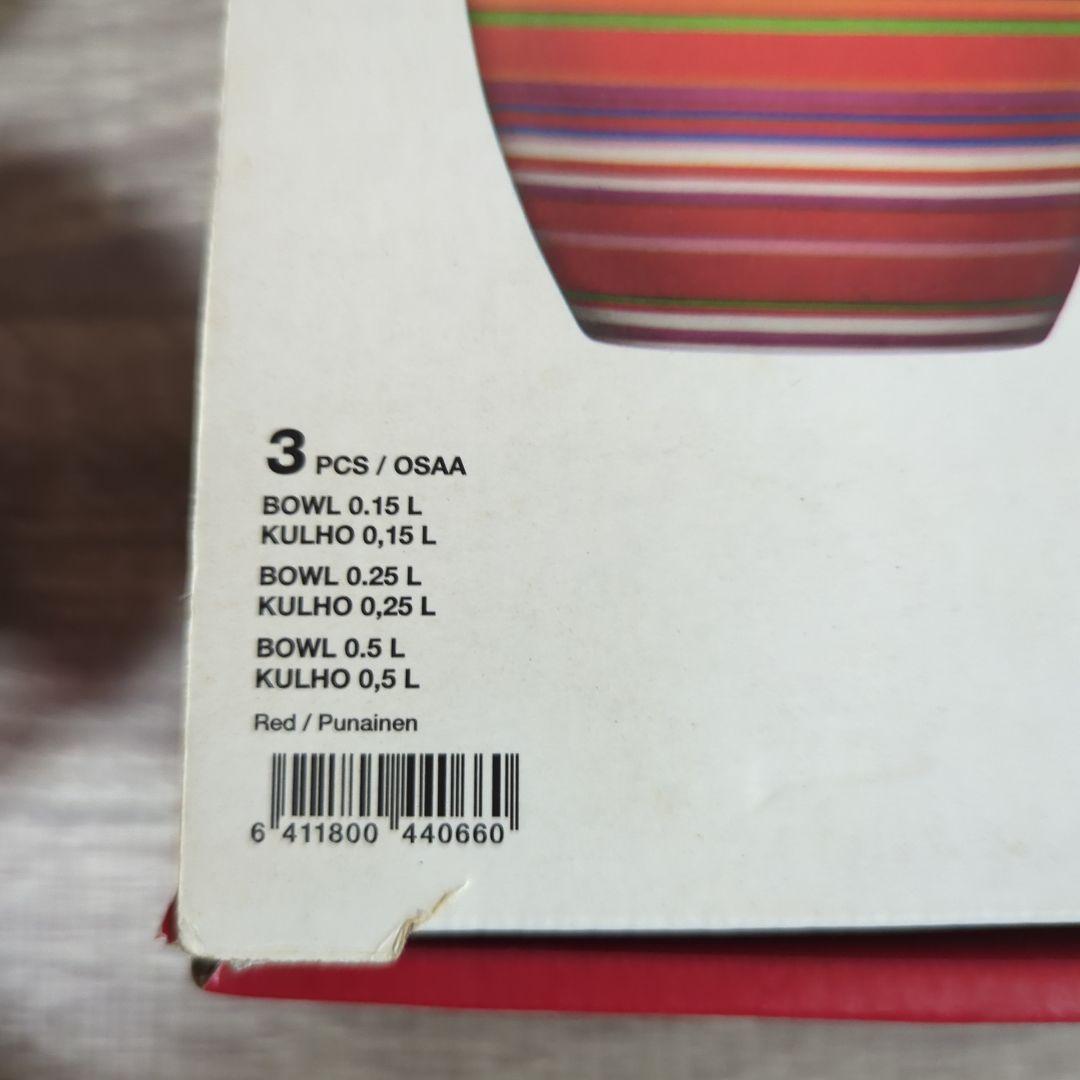 3 PCS / OSAA
BOWL 0.15 L
KULHO 0,15 L
BOWL 0.25 L
KULHO 0,25 L
BOWL 0.5 L
KULHO 0,5 L
Red / Punainen
6 411800 440660